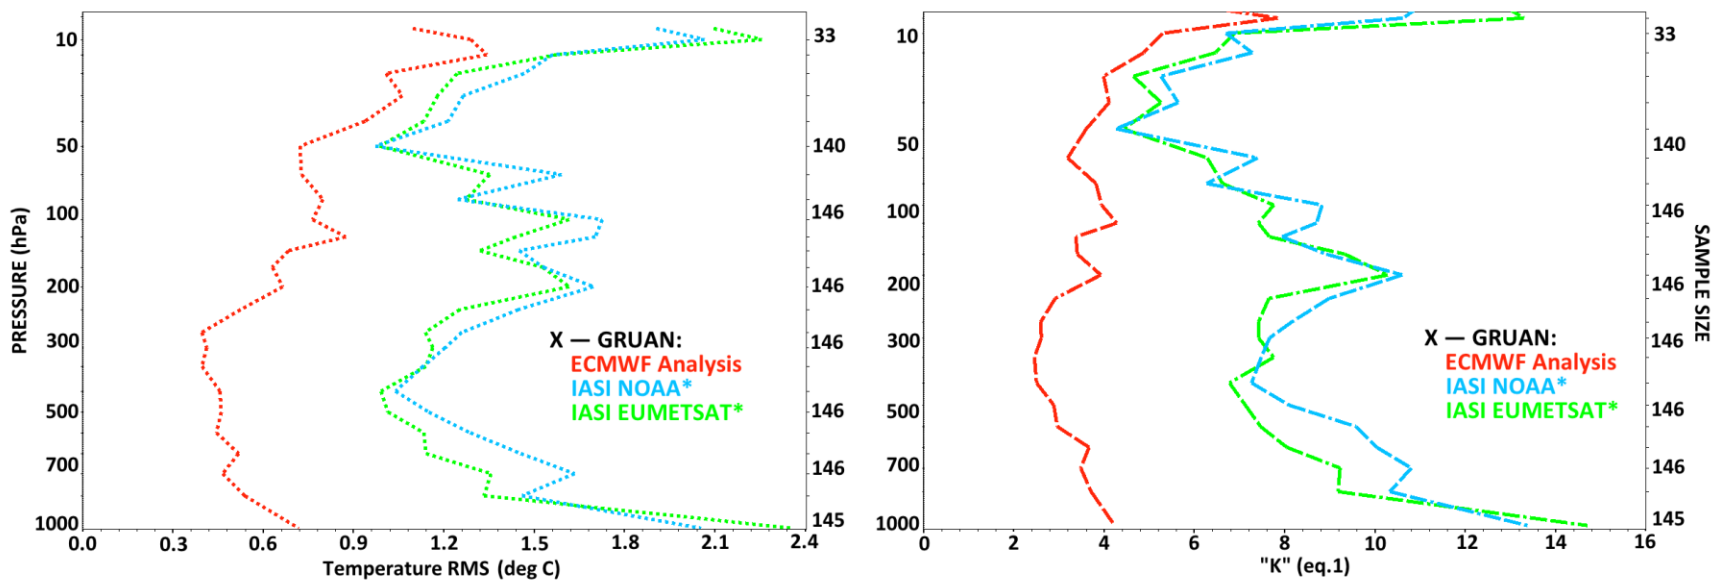 PRESSURE (hPa)
10
50
100
200
300
500
700
1000
0.0 0.3 0.6 0.9 1.2 1.5 1.8 2.1 2.4
Temperature RMS (deg C)
X — GRUAN:
ECMWF Analysis
IASI NOAA*
IASI EUMETSAT*
33
140
146
146
146
146
146
145
10
50
100
200
300
500
700
1000
0 2 4 6 8 10 12 14 16
"K" (eq.1)
X — GRUAN:
ECMWF Analysis
IASI NOAA*
IASI EUMETSAT*
33
140
146
146
146
146
146
145
SAMPLE SIZE